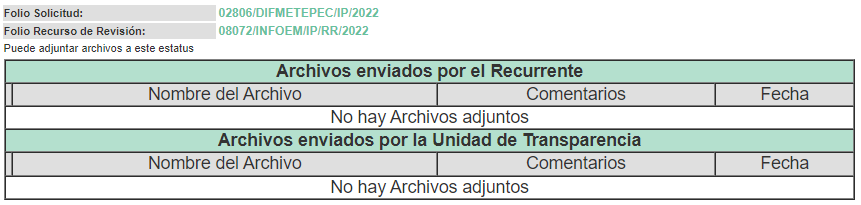 Folio Solicitud: 02806/DIFMETEPEC/IP/2022
Folio Recurso de Revisión: 08072/INFOEM/IP/RR/2022
Puede adjuntar archivos a este estatus
Archivos enviados por el Recurrente
Nombre del Archivo Comentarios Fecha
No hay Archivos adjuntos
Archivos enviados por la Unidad de Transparencia
Nombre del Archivo Comentarios Fecha
No hay Archivos adjuntos